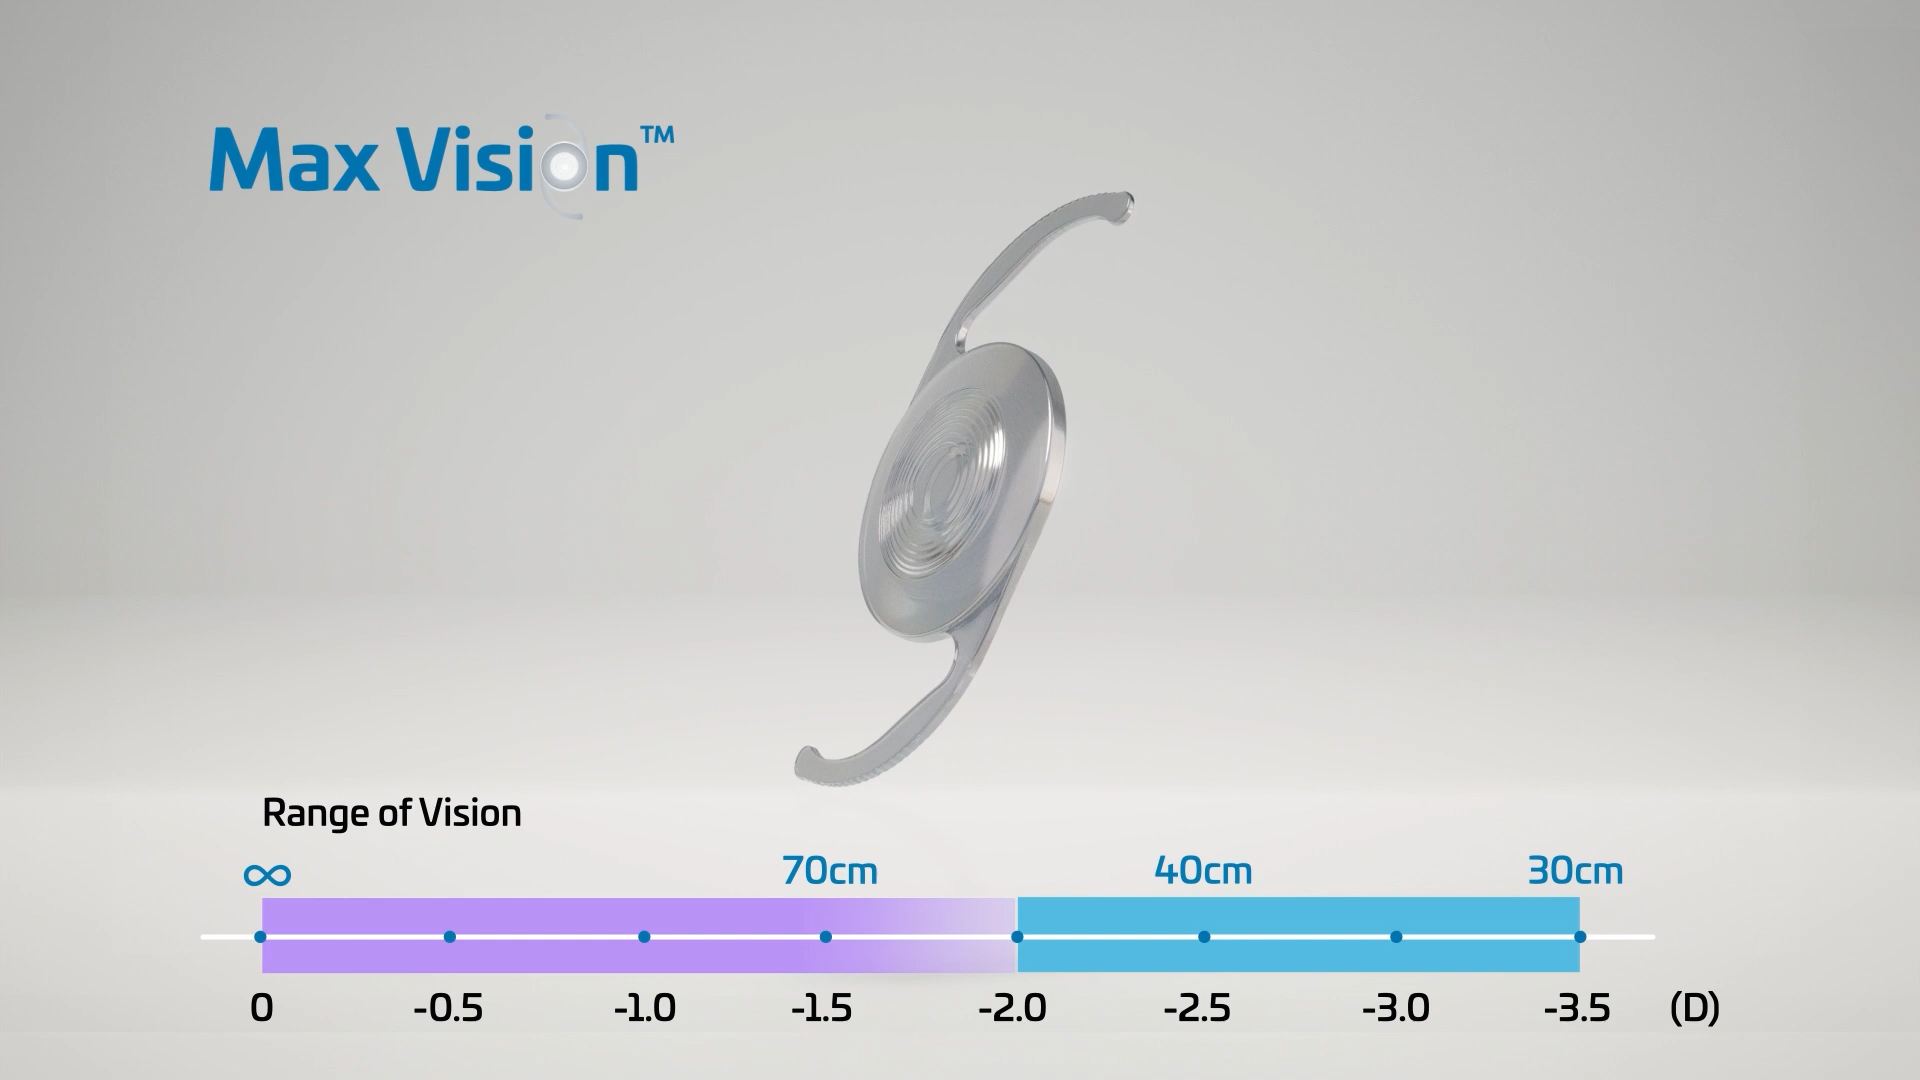 Max Vision™
Range of Vision
∞ 70cm 40cm 30cm
0 -0.5 -1.0 -1.5 -2.0 -2.5 -3.0 -3.5 (D)